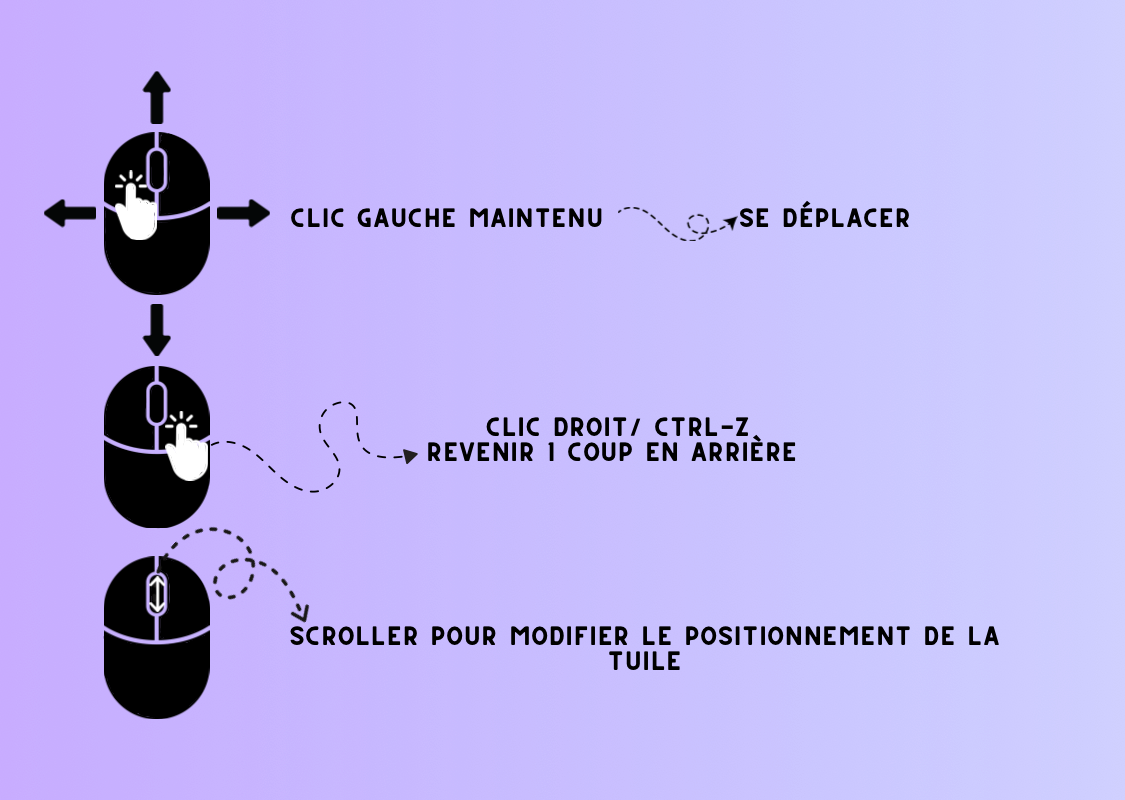 CLIC GAUCHE MAINTENU SE DÉPLACER
CLIC DROIT/ CTRL-Z
REVENIR 1 COUP EN ARRIÈRE
SCROLLER POUR MODIFIER LE POSITIONNEMENT DE LA
TUILE